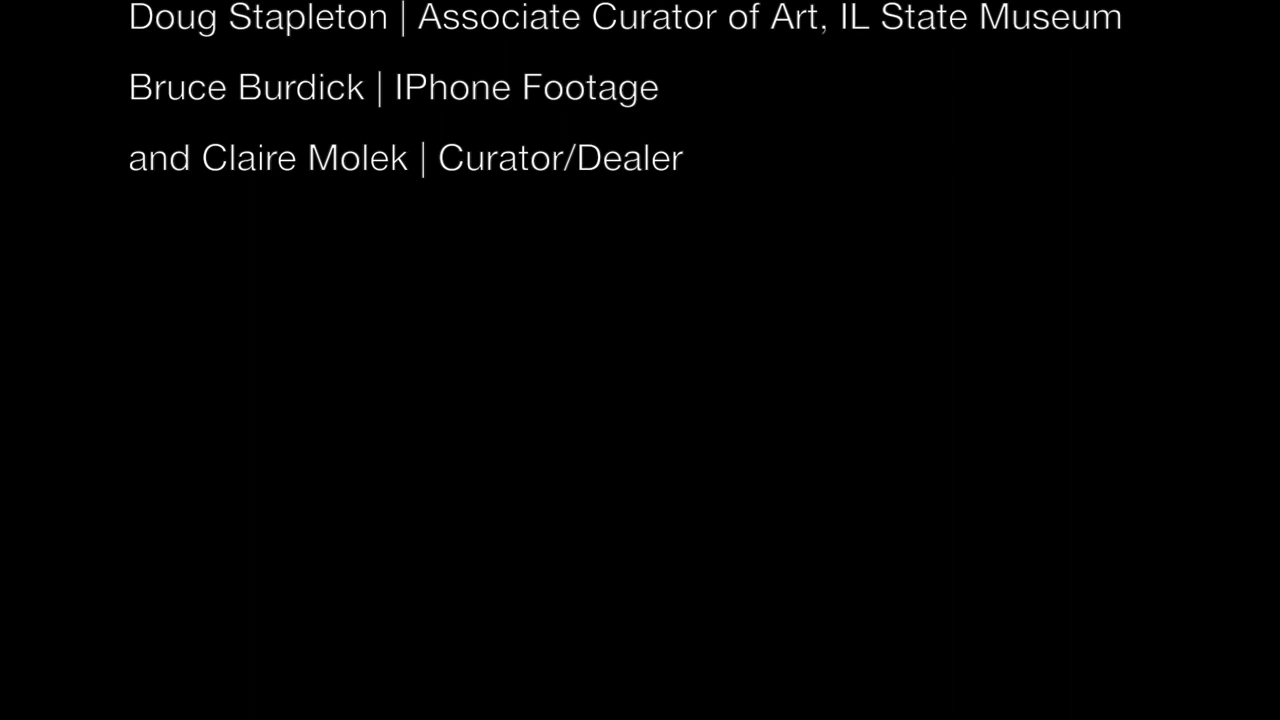 Doug Stapleton | Associate Curator of Art, IL State Museum
Bruce Burdick | IPhone Footage
and Claire Molek | Curator/Dealer